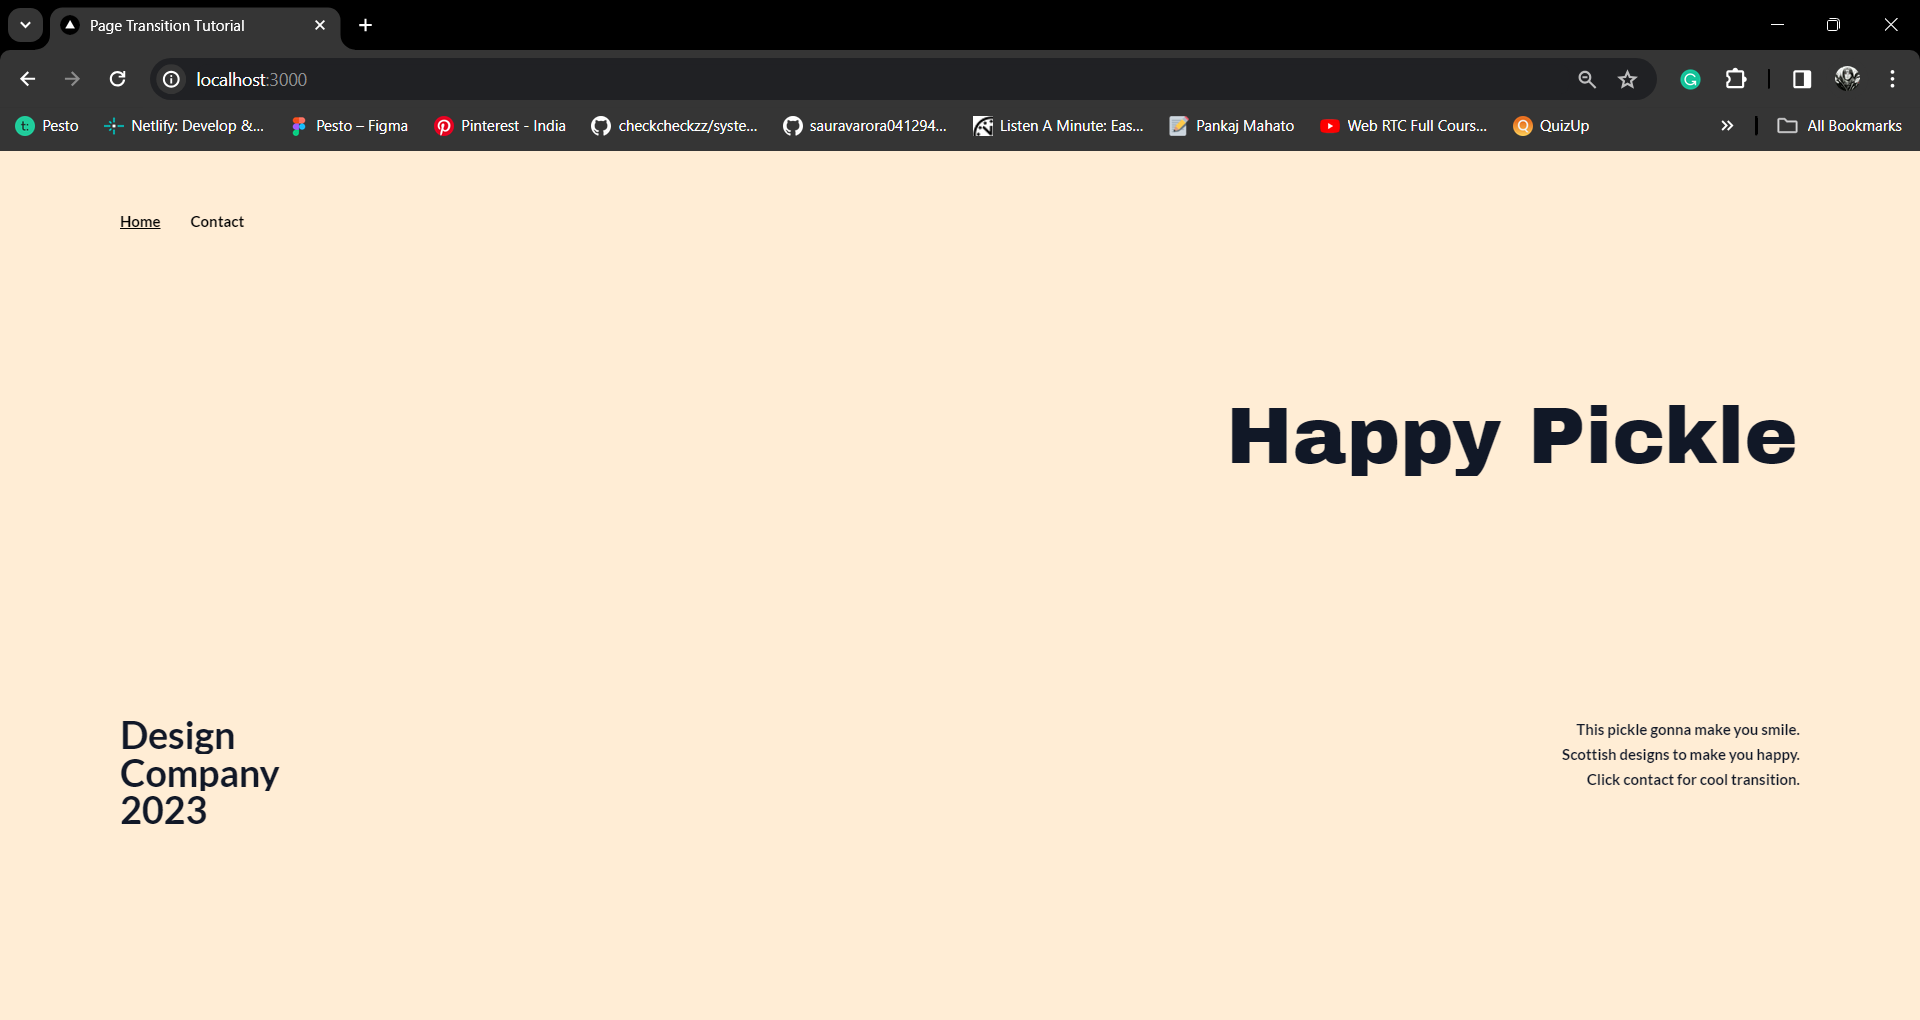 Page Transition Tutorial
localhost:3000
Pesto
Netlify: Develop &...
Pesto – Figma
Pinterest - India
checkcheckzz/syste...
sauravarora041294...
Listen A Minute: Eas...
Pankaj Mahato
Web RTC Full Cours...
QuizUp
All Bookmarks
Home
Contact
Happy Pickle
Design
Company
2023
This pickle gonna make you smile.
Scottish designs to make you happy.
Click contact for cool transition.